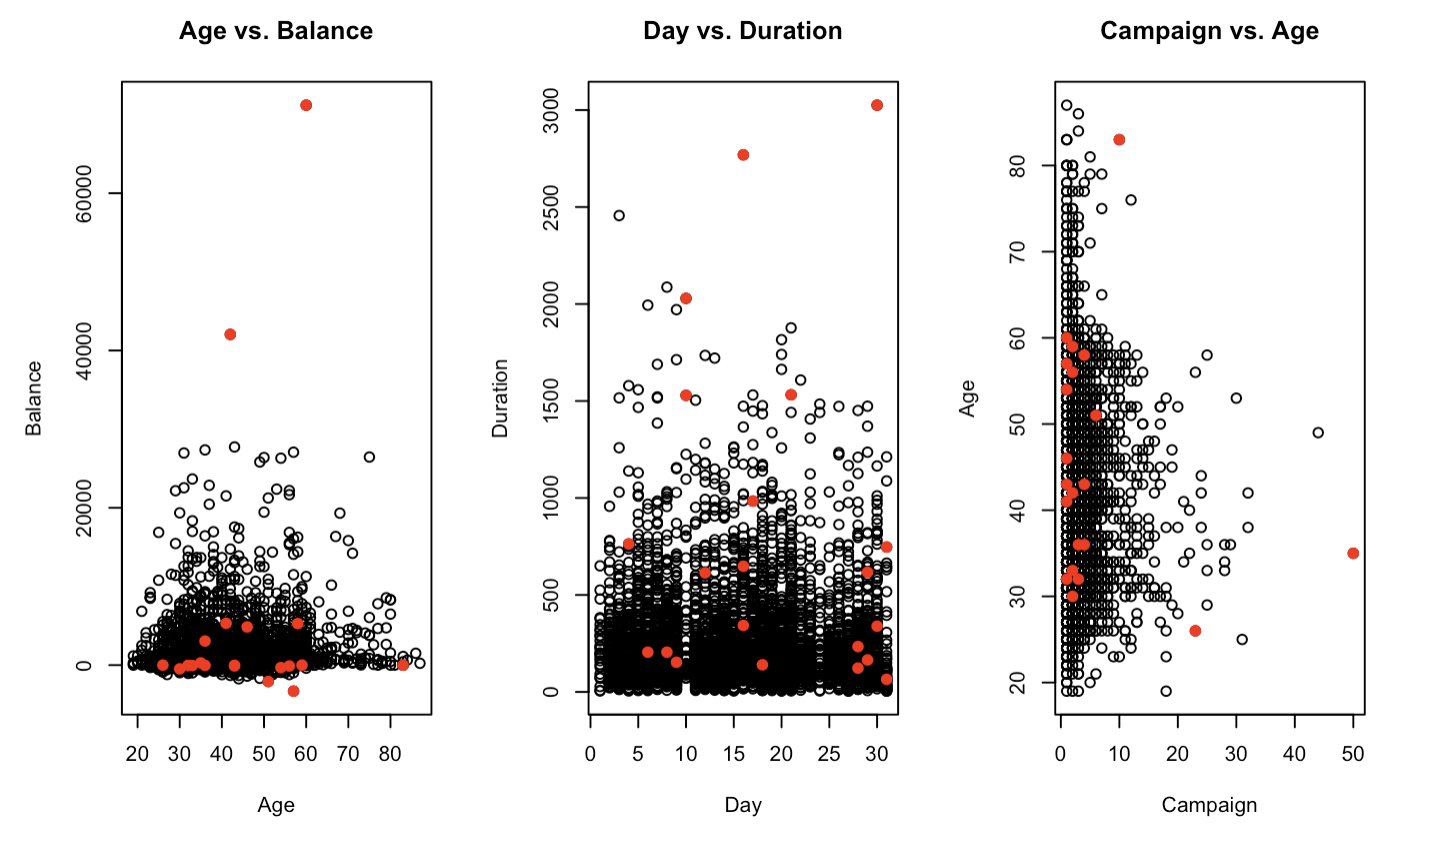 Age vs. Balance
Balance
60000
40000
20000
0
20 30 40 50 60 70 80
Age
Day vs. Duration
Duration
3000
2500
2000
1500
1000
500
0
0 5 10 15 20 25 30
Day
Campaign vs. Age
Age
80
70
60
50
40
30
20
0 10 20 30 40 50
Campaign